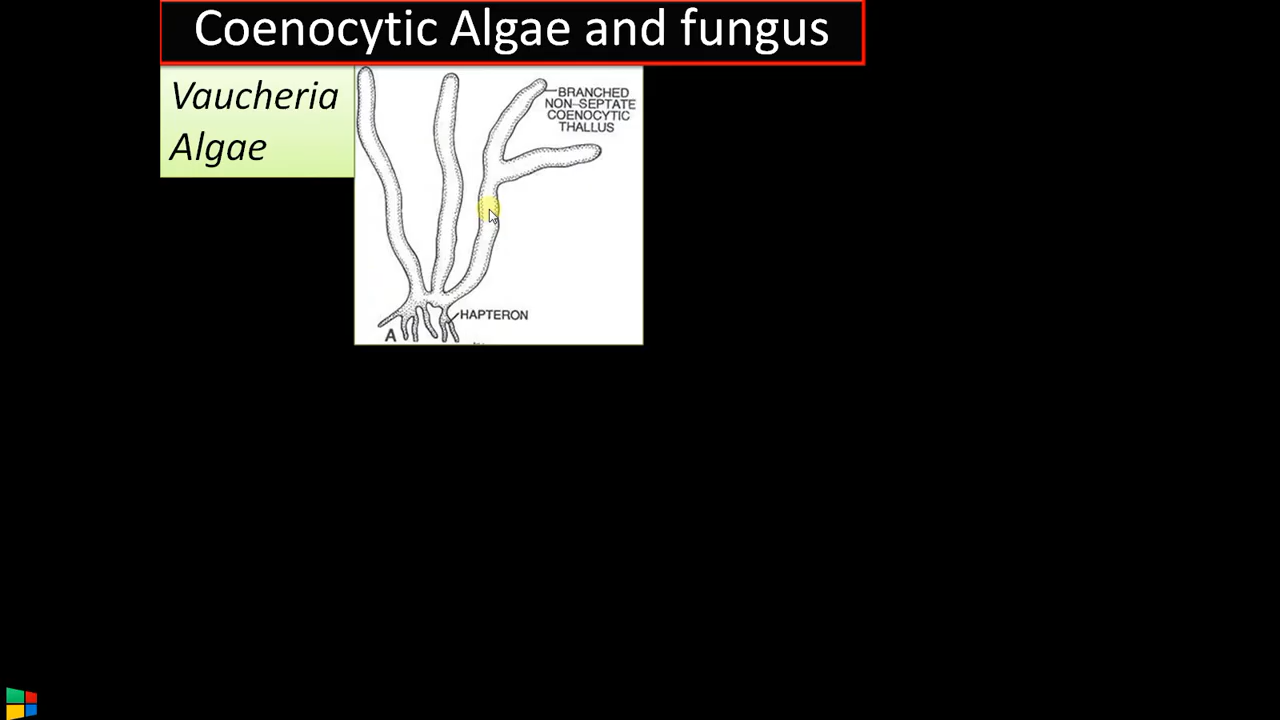 Coenocytic Algae and fungus
Vaucheria
Algae
BRANCHED
NON-SEPTATE
COENOCYTIC
THALLUS
HAPTERON
A